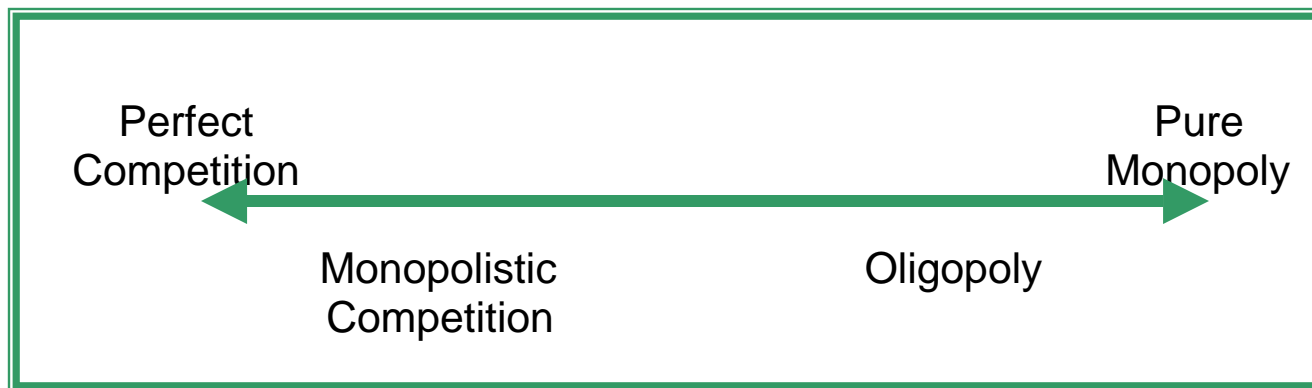 Perfect
Competition
Pure
Monopoly
Monopolistic
Competition
Oligopoly